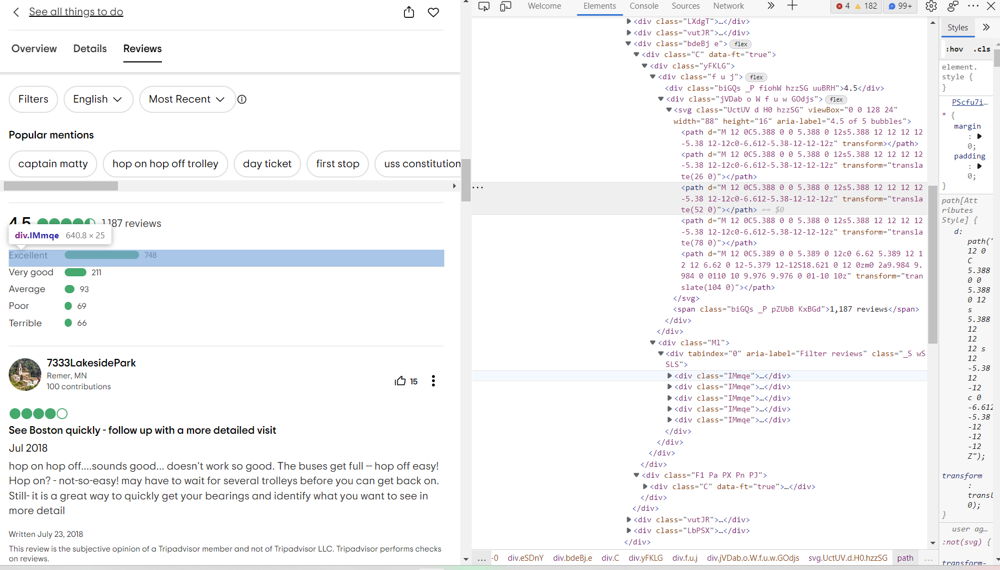 See all things to do
Overview Details Reviews
Filters English Most Recent
Popular mentions
captain matty hop on hop off trolley day ticket first stop uss constitution
4.5 1,187 reviews
div.IMmqe 640.8 × 25
Excellent 748
Very good 211
Average 93
Poor 69
Terrible 66
7333LakesidePark
Remer, MN
100 contributions
15
See Boston quickly - follow up with a more detailed visit
Jul 2018
hop on hop off....sounds good... doesn't work so good. The buses get full -- hop off easy!
Hop on? - not-so-easy! may have to wait for several trolleys before you can get back on.
Still- it is a great way to quickly get your bearings and identify what you want to see in
more detail
Written July 23, 2018
This review is the subjective opinion of a Tripadvisor member and not of Tripadvisor LLC. Tripadvisor performs checks
on reviews.
Welcome Elements Console Sources Network 4 182 99+
<div class="LXdgT">…</div>
<div class="vutJR">…</div>
<div class="bdeBj e"> flex
<div class="C" data-ft="true">
<div class="yFKLG">
<div class="f u j"> flex
<div class="biGQs _P fiohW hzzSG uuBRH">4.5</div>
<div class="jVDab o W f u w GOdjs"> flex
<svg class="UctUV d H0 hzzSG" viewBox="0 0 128 24"
width="88" height="16" aria-label="4.5 of 5 bubbles">
<path d="M 12 0C5.388 0 0 5.388 0 12s5.388 12 12 12 12
-5.38 12-12c0-6.612-5.38-12-12-12z" transform></path>
<path d="M 12 0C5.388 0 0 5.388 0 12s5.388 12 12 12 12
-5.38 12-12c0-6.612-5.38-12-12-12z" transform="transla
te(26 0)"></path>
<path d="M 12 0C5.388 0 0 5.388 0 12s5.388 12 12 12 12
-5.38 12-12c0-6.612-5.38-12-12-12z" transform="transla
te(52 0)"></path> == $0
<path d="M 12 0C5.388 0 0 5.388 0 12s5.388 12 12 12 12
-5.38 12-12c0-6.612-5.38-12-12-12z" transform="transla
te(78 0)"></path>
<path d="M 12 0C5.389 0 0 5.389 0 12c0 6.62 5.389 12 1
2 12 6.62 0 12-5.379 12-12S18.621 0 12 0zm0 2a9.984 9.
984 0 0110 10 9.976 9.976 0 01-10 10z" transform="tran
slate(104 0)"></path>
</svg>
<span class="biGQs _P pZUbB KxBGd">1,187 reviews</span>
</div>
</div>
<div class="Ml">
<div tabindex="0" aria-label="Filter reviews" class="_S wS
SLS">
<div class="IMmqe">…</div>
<div class="IMmqe">…</div>
<div class="IMmqe">…</div>
<div class="IMmqe">…</div>
<div class="IMmqe">…</div>
</div>
</div>
</div>
</div>
<div class="F1 Pa PX Pn PJ">
<div class="C" data-ft="true">…</div>
</div>
</div>
<div class="vutJR">…</div>
<div class="LbPSX">…</div>
</div>
... -0 div.eSDnY div.bdeBj.e div.C div.yFKLG div.f.u.j div.jVDab.o.W.f.u.w.GOdjs svg.UctUV.d.H0.hzzSG path ...
Styles
:hov .cls
element.
style {
}
PScfu7i…
* {
margin
:
0;
padding
:
0;
}
path[Att
ributes
Style] {
d:
path('
12 0
C
5.388
0 0
5.388
0 12
s
5.388
12
12
12 s
12
-5.38
12
-12
c 0
-6.612
-5.38
-12
-12
-12
Z");
transform
:
transl
0);
}
user ag…
:not(svg) {
transform-